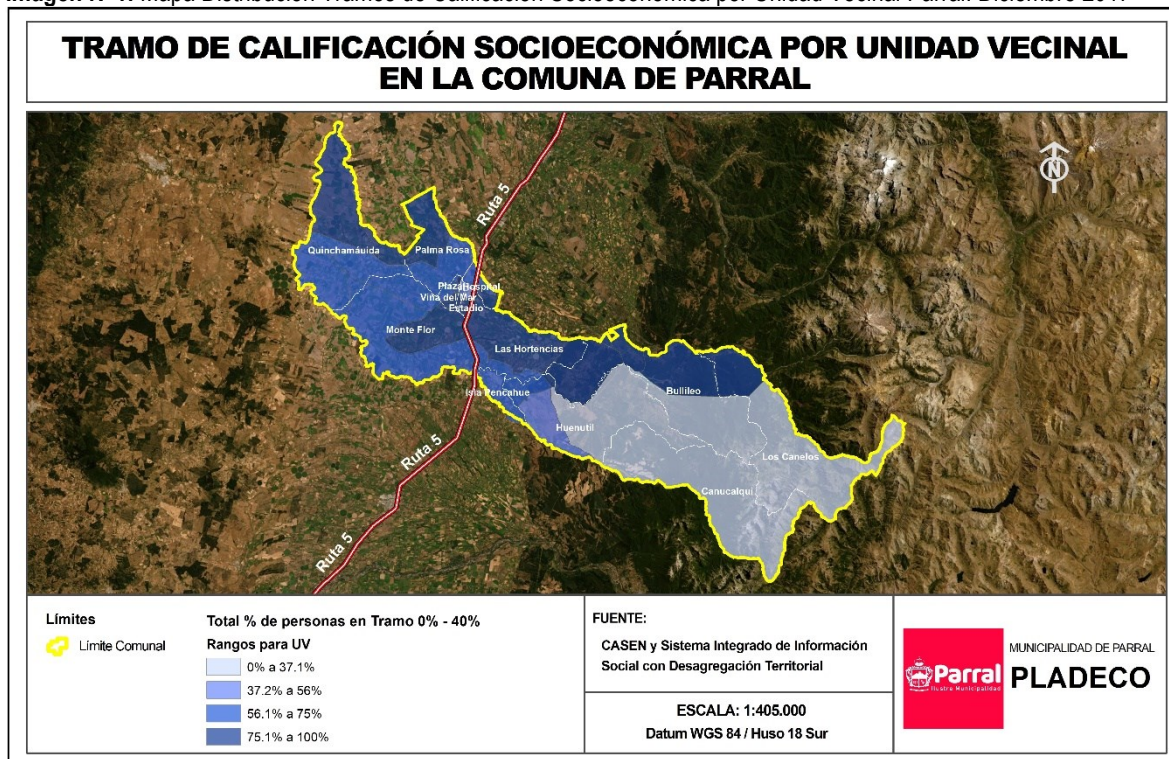 TRAMO DE CALIFICACIÓN SOCIOECONÓMICA POR UNIDAD VECINAL
EN LA COMUNA DE PARRAL
N
Ruta 5
Quinchamáuida
Palma Rosa
Plaza
Hospital
Viña del Mar
Estadio
Monte Flor
Las Hortencias
Isla Pencahue
Bullileo
Huenutil
Ruta 5
Los Canelos
Canucalqui
Ruta 5
Límites
Límite Comunal
Total % de personas en Tramo 0% - 40%
Rangos para UV
0% a 37.1%
37.2% a 56%
56.1% a 75%
75.1% a 100%
FUENTE:
CASEN y Sistema Integrado de Información
Social con Desagregación Territorial
ESCALA: 1:405.000
Datum WGS 84 / Huso 18 Sur
Parral
Ilustre Municipalidad
MUNICIPALIDAD DE PARRAL
PLADECO